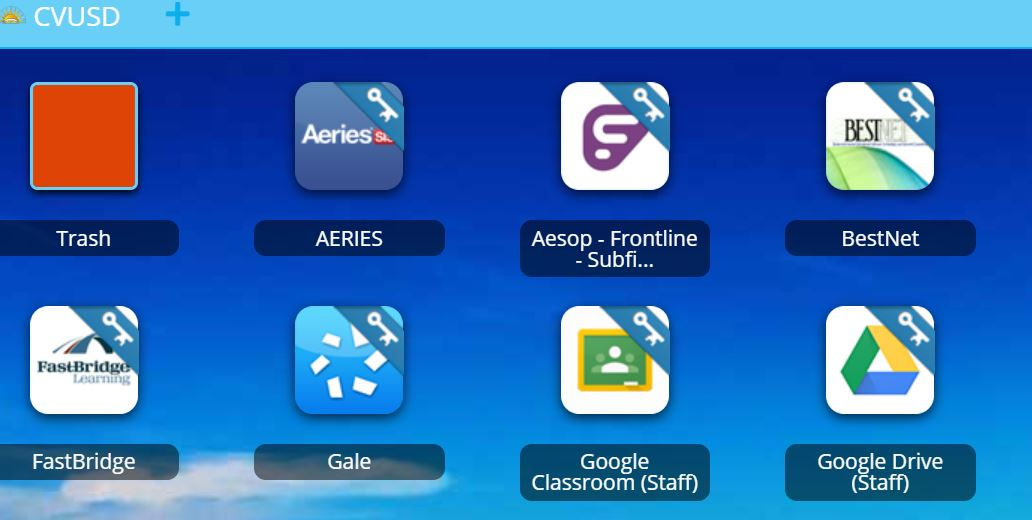 CVUSD +
Aeries
BEST
Trash
AERIES
Aesop - Frontline
- Subfi...
BestNet
FastBridge
Learning
FastBridge
Gale
Google
Classroom (Staff)
Google Drive
(Staff)